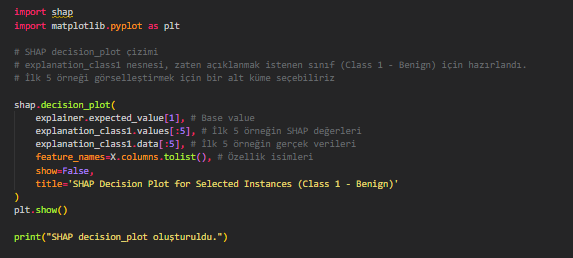 import shap
import matplotlib.pyplot as plt
# SHAP decision_plot çizimi
# explanation_class1 nesnesi, zaten açıklanmak istenen sınıf (Class 1 - Benign) için hazırlandı.
# İlk 5 örneği görselleştirmek için bir alt küme seçebiliriz
shap.decision_plot(
    explainer.expected_value[1], # Base value
    explanation_class1.values[:5], # İlk 5 örneğin SHAP değerleri
    explanation_class1.data[:5], # İlk 5 örneğin gerçek verileri
    feature_names=X.columns.tolist(), # Özellik isimleri
    show=False,
    title='SHAP Decision Plot for Selected Instances (Class 1 - Benign)'
)
plt.show()
print("SHAP decision_plot oluşturuldu.")